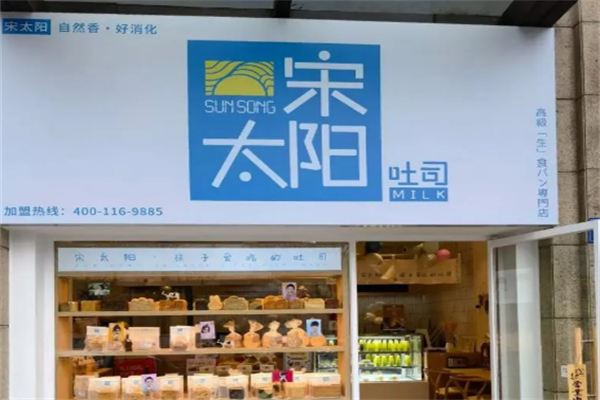 宋太阳 自然香·好消化
SUN SONG
宋
太阳
吐司
MILK
高級「生」食パン専門店
加盟热线：400-116-9885
宋太阳·孩子爱吃的吐司